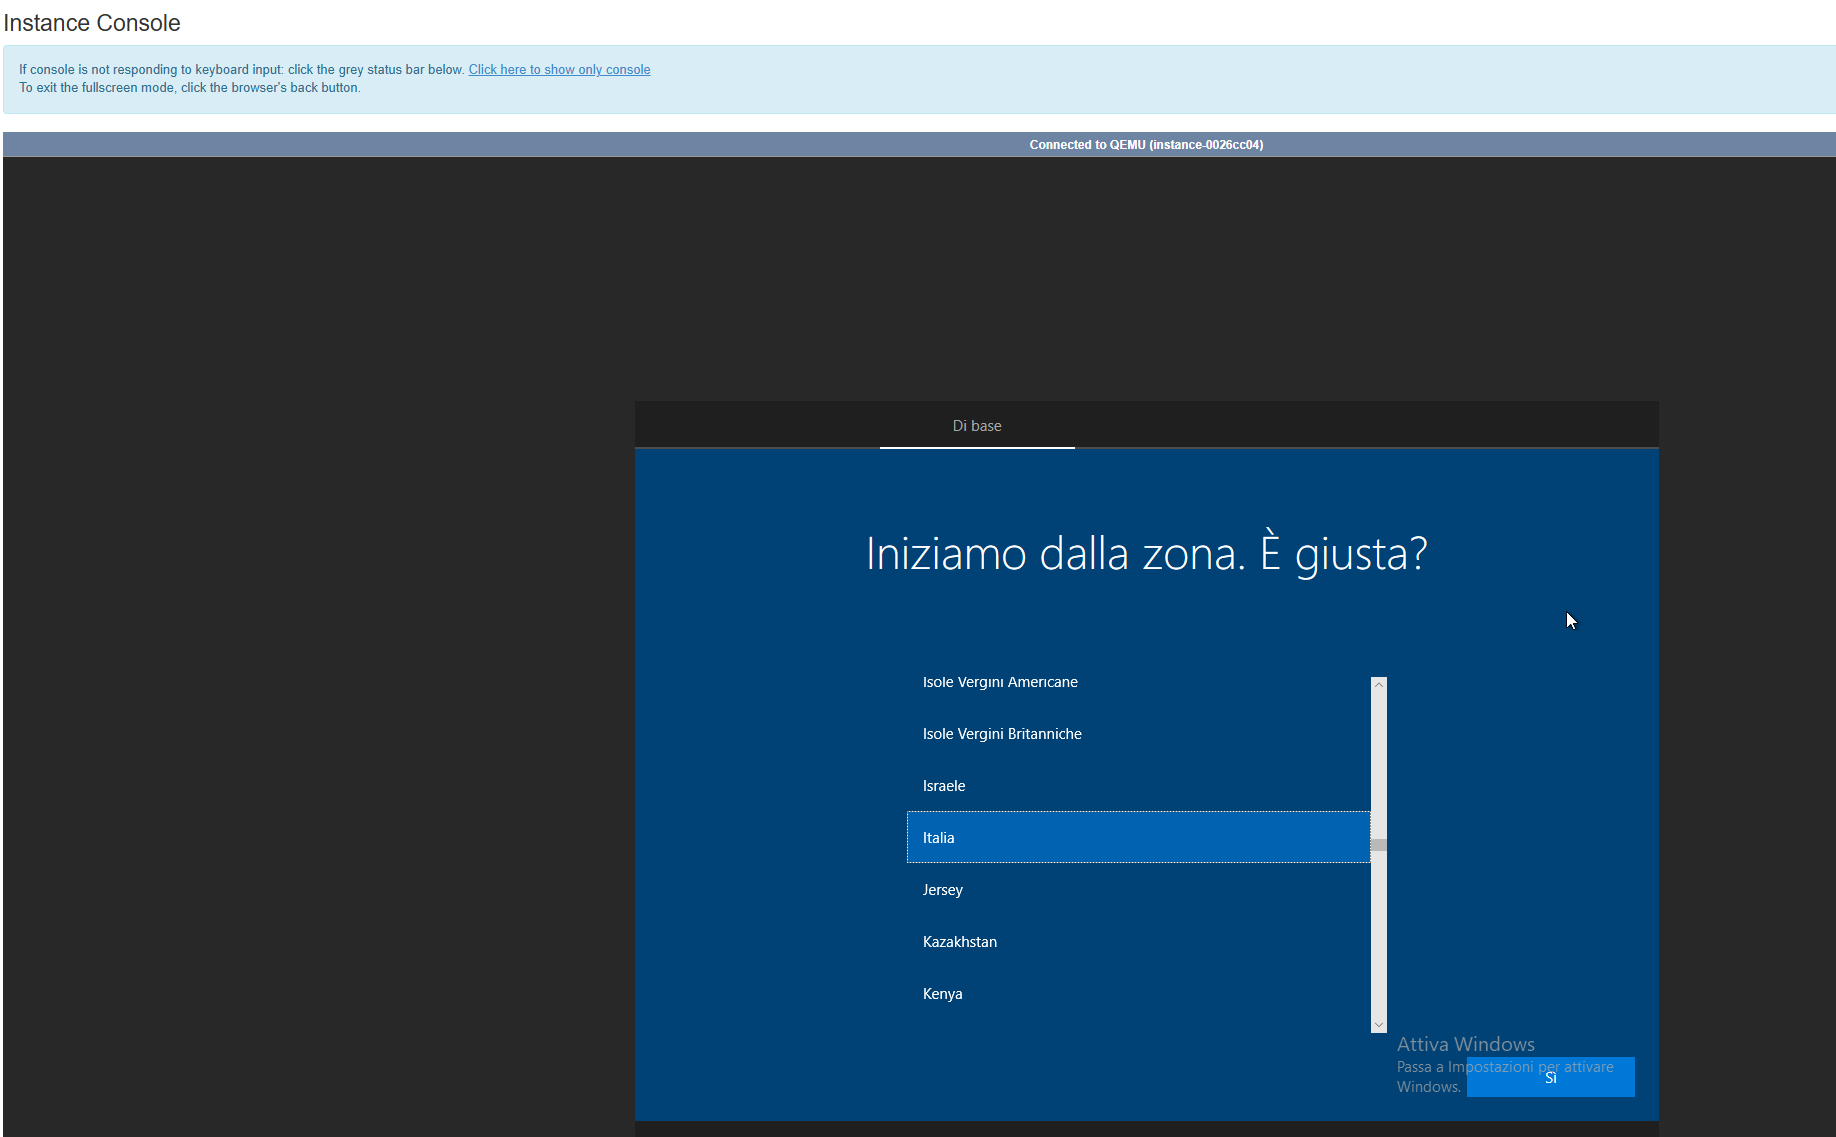 Instance Console
If console is not responding to keyboard input: click the grey status bar below. Click here to show only console
To exit the fullscreen mode, click the browser's back button.
Connected to QEMU (instance-0026cc04)
Di base
Iniziamo dalla zona. È giusta?
Isole Vergini Americane
Isole Vergini Britanniche
Israele
Italia
Jersey
Kazakhstan
Kenya
Attiva Windows
Passa a Impostazioni per attivare
Windows.
Sì